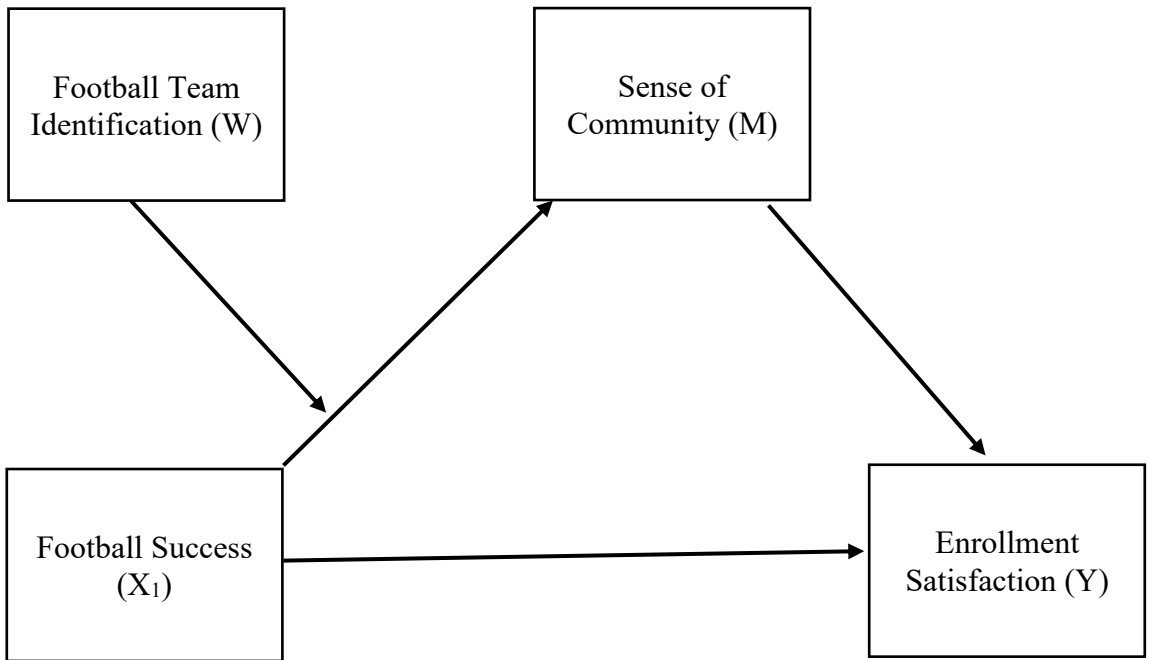 Football Team
Identification (W)
Sense of
Community (M)
Football Success
(X₁)
Enrollment
Satisfaction (Y)